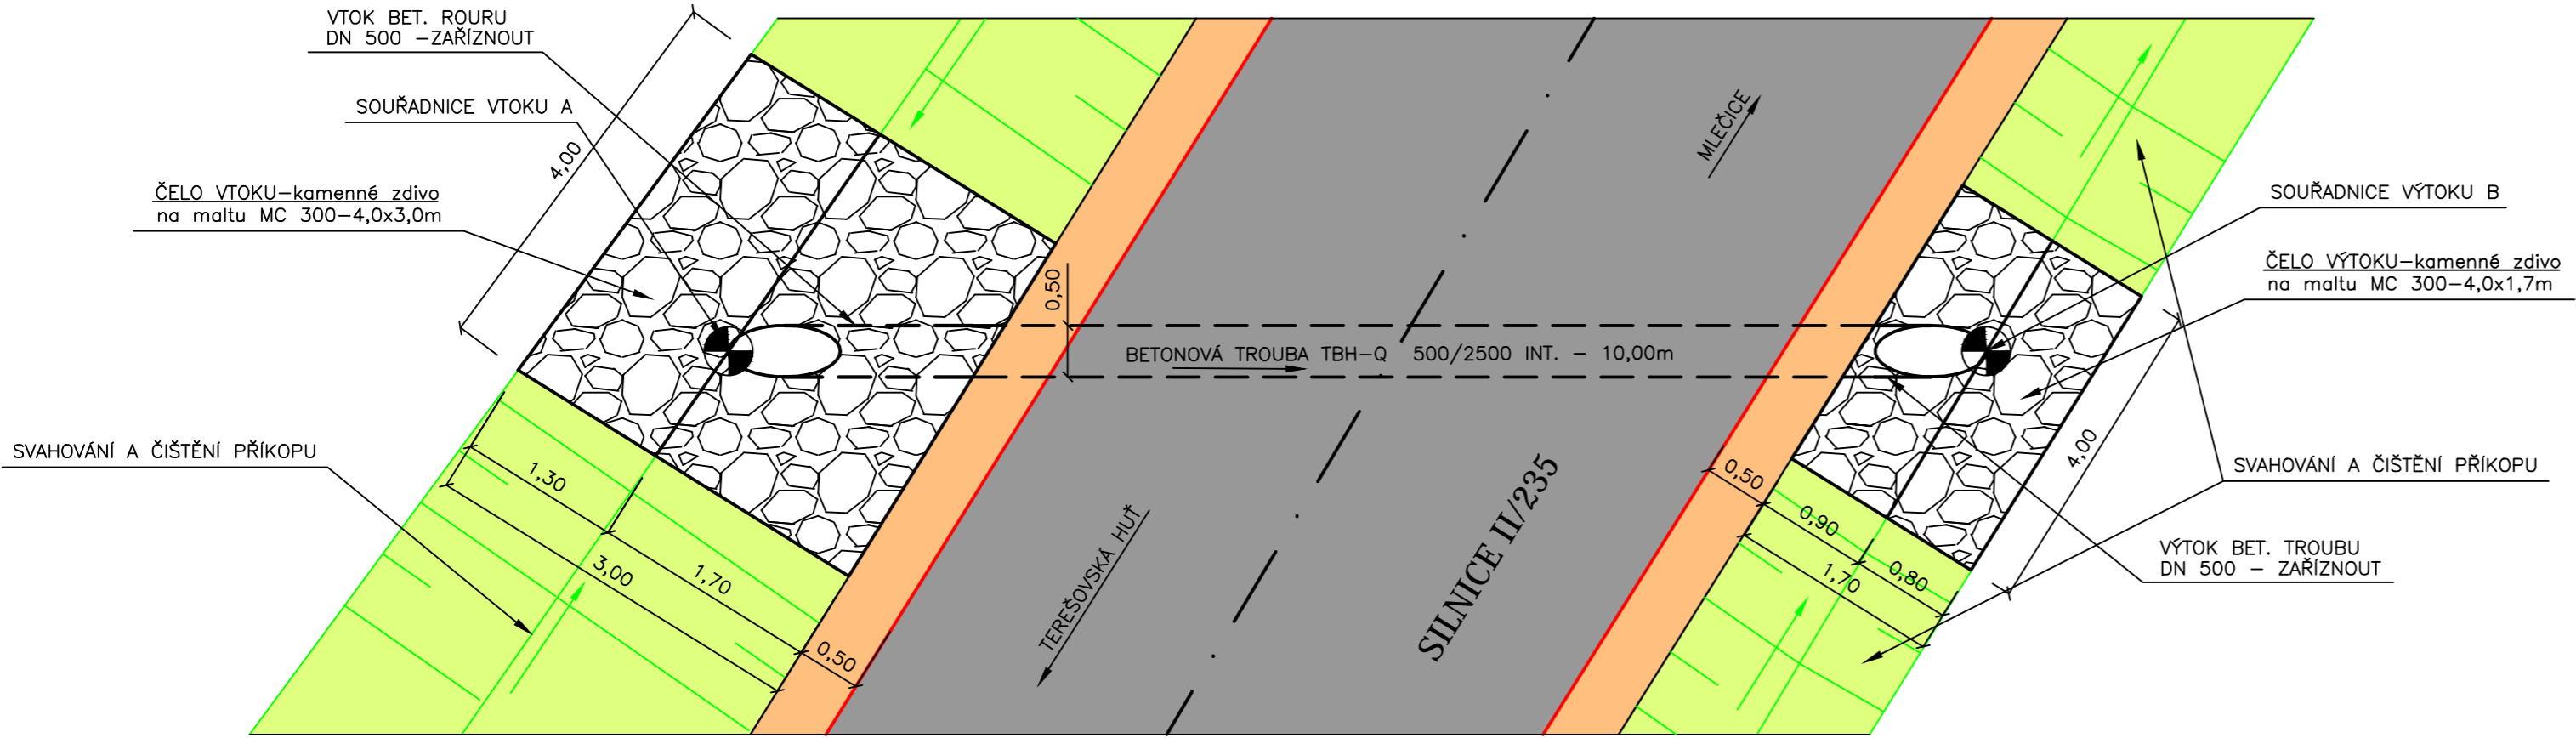 VTOK BET. ROURU
DN 500 -ZAŘÍZNOUT
SOUŘADNICE VTOKU A
4,00
ČELO VTOKU-kamenné zdivo
na maltu MC 300-4,0x3,0m
SVAHOVÁNÍ A ČIŠTĚNÍ PŘÍKOPU
1,30
3,00
1,70
0,50
0,50
BETONOVÁ TROUBA TBH-Q 500/2500 INT. - 10,00m
TEREŠOVSKÁ HUŤ
SILNICE II/235
MLEČICE
SOUŘADNICE VÝTOKU B
ČELO VÝTOKU-kamenné zdivo
na maltu MC 300-4,0x1,7m
4,00
SVAHOVÁNÍ A ČIŠTĚNÍ PŘÍKOPU
0,50
0,90
0,80
1,70
VÝTOK BET. TROUBU
DN 500 - ZAŘÍZNOUT